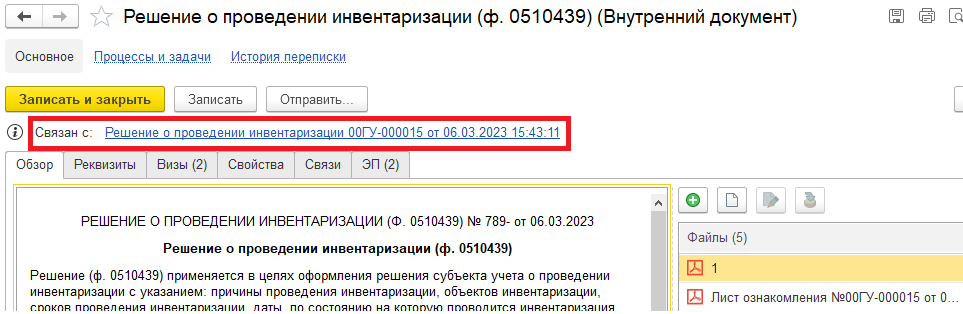 Решение о проведении инвентаризации (ф. 0510439) (Внутренний документ)
Основное Процессы и задачи История переписки
Записать и закрыть Записать Отправить...
Связан с: Решение о проведении инвентаризации 00ГУ-000015 от 06.03.2023 15:43:11
Обзор Реквизиты Визы (2) Свойства Связи ЭП (2)
РЕШЕНИЕ О ПРОВЕДЕНИИ ИНВЕНТАРИЗАЦИИ (Ф. 0510439) № 789- от 06.03.2023
Решение о проведении инвентаризации (ф. 0510439)
Решение (ф. 0510439) применяется в целях оформления решения субъекта учета о проведении
инвентаризации с указанием: причины проведения инвентаризации, объектов инвентаризации,
сроков проведения инвентаризации, даты, по состоянию на которую проводится инвентаризация
Файлы (5)
1
Лист ознакомления №00ГУ-000015 от 0...